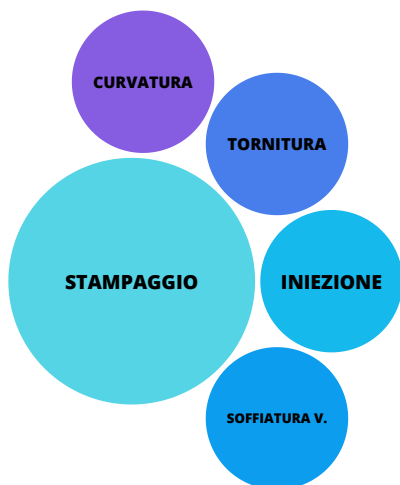 CURVATURA
TORNITURA
STAMPAGGIO
INIEZIONE
SOFFIATURA V.